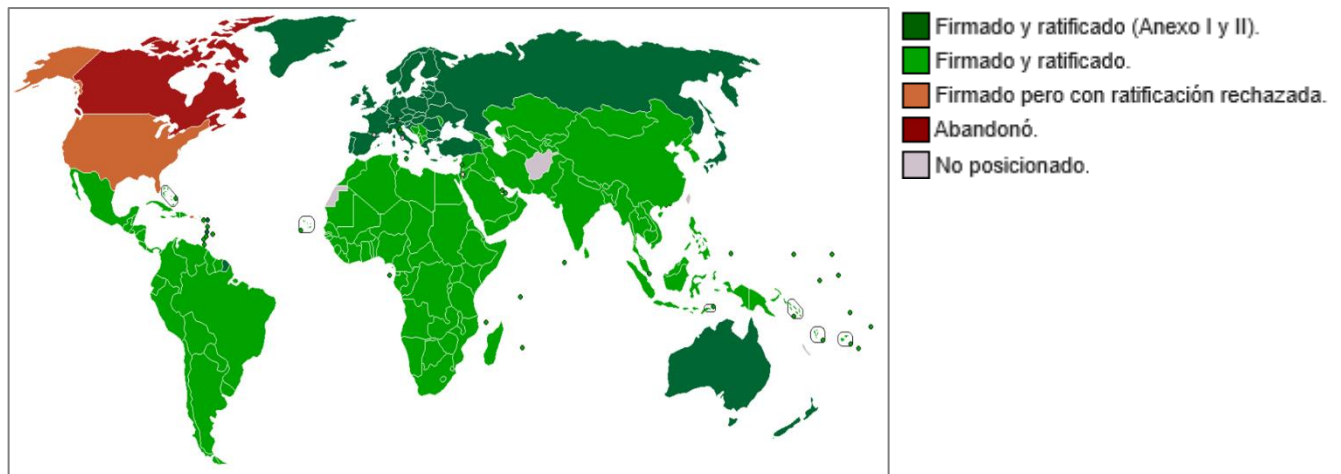 Firmado y ratificado (Anexo I y II).
Firmado y ratificado.
Firmado pero con ratificación rechazada.
Abandonó.
No posicionado.